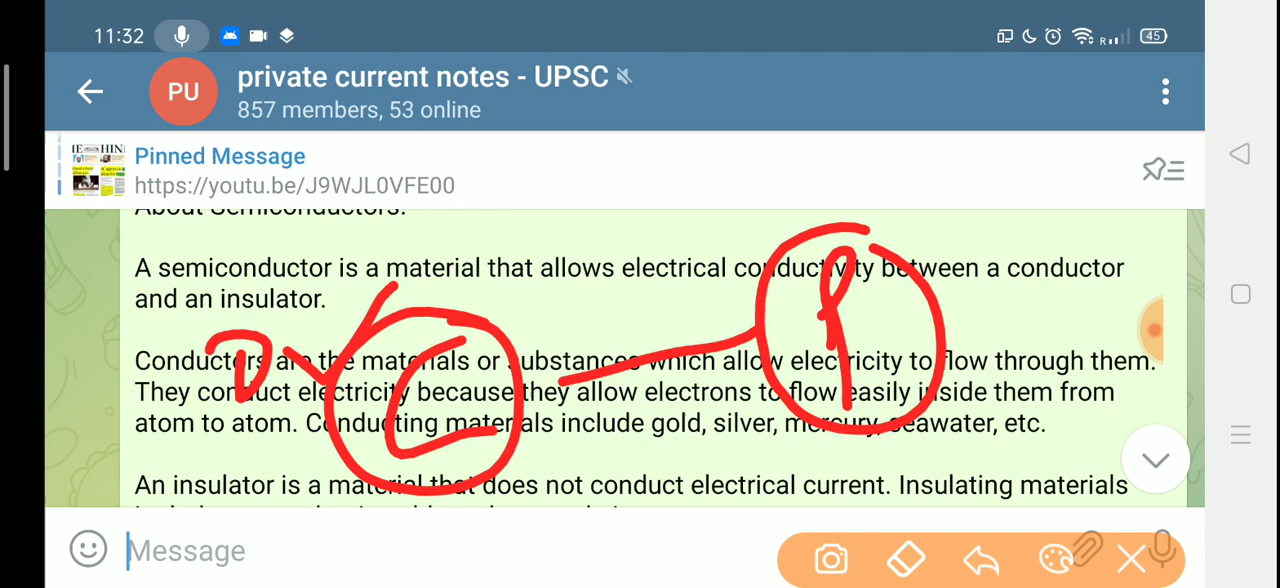 11:32
R
45
PU
private current notes - UPSC
857 members, 53 online
Pinned Message
https://youtu.be/J9WJL0VFE00
About Semiconductors:
A semiconductor is a material that allows electrical conductivity between a conductor
and an insulator.
Conductors are the materials or substances which allow electricity to flow through them.
They conduct electricity because they allow electrons to flow easily inside them from
atom to atom. Conducting materials include gold, silver, mercury, seawater, etc.
An insulator is a material that does not conduct electrical current. Insulating materials
Message